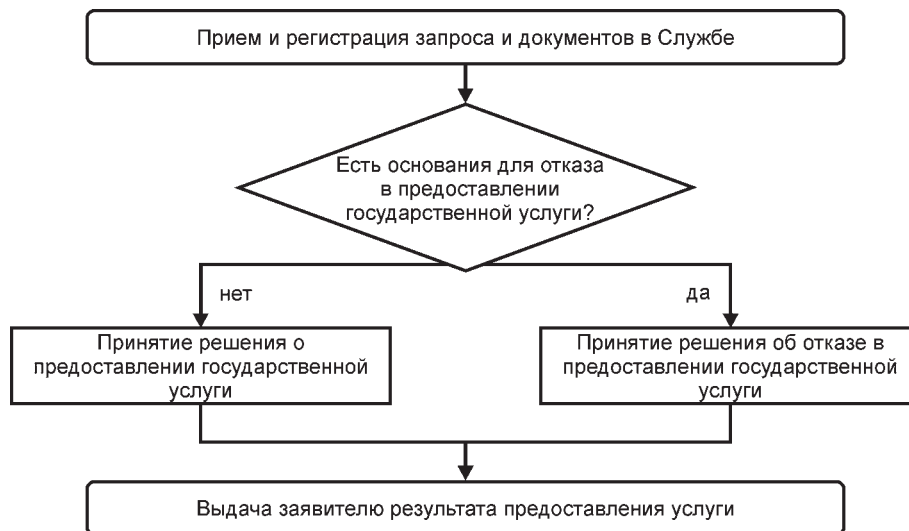 Прием и регистрация запроса и документов в Службе
Есть основания для отказа
в предоставлении
государственной услуги?
нет
да
Принятие решения о
предоставлении государственной
услуги
Принятие решения об отказе в
предоставлении государственной
услуги
Выдача заявителю результата предоставления услуги